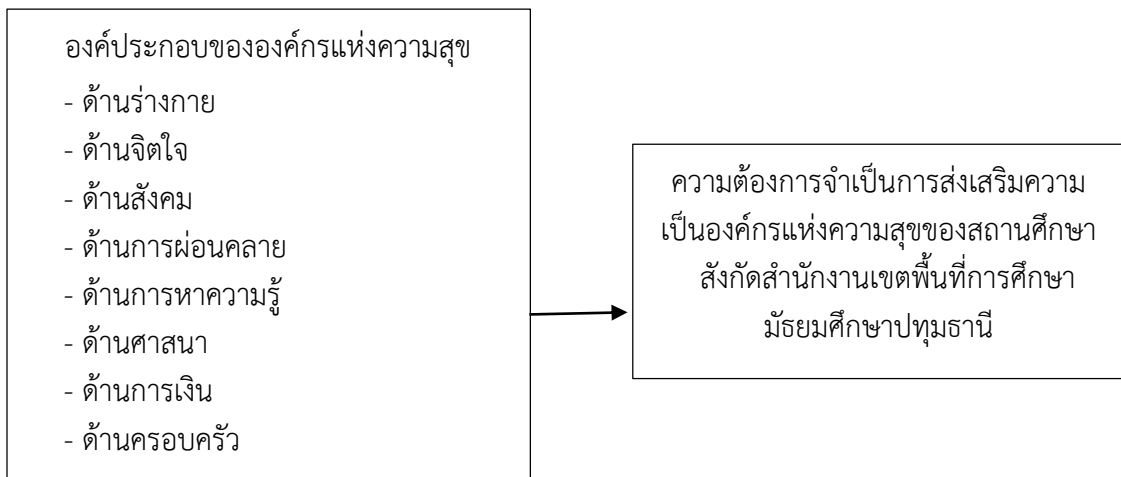 องค์ประกอบขององค์กรแห่งความสุข
- ด้านร่างกาย
- ด้านจิตใจ
- ด้านสังคม
- ด้านการผ่อนคลาย
- ด้านการหาความรู้
- ด้านศาสนา
- ด้านการเงิน
- ด้านครอบครัว
ความต้องการจำเป็นการส่งเสริมความ
เป็นองค์กรแห่งความสุขของสถานศึกษา
สังกัดสำนักงานเขตพื้นที่การศึกษา
มัธยมศึกษาปทุมธานี